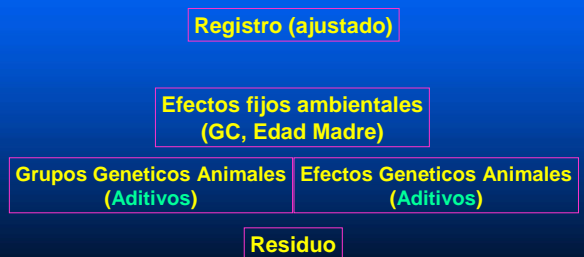 Registro (ajustado)
Efectos fijos ambientales
(GC, Edad Madre)
Grupos Geneticos Animales
(Aditivos)
Efectos Geneticos Animales
(Aditivos)
Residuo